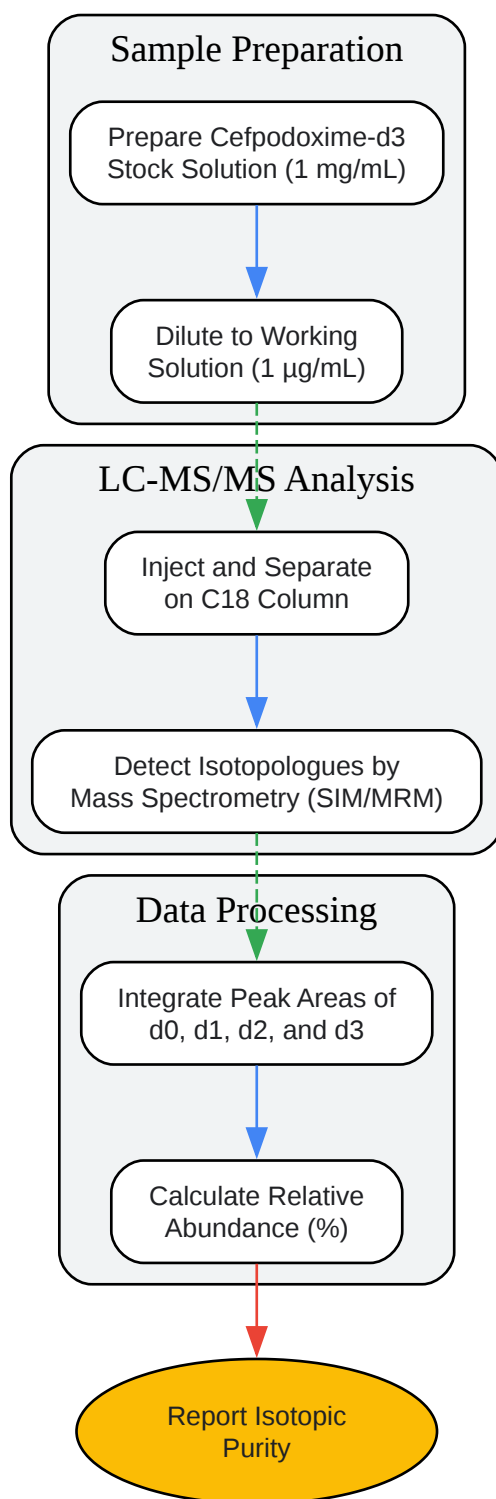 Sample Preparation
Prepare Cefpodoxime-d3
Stock Solution (1 mg/mL)
Dilute to Working
Solution (1 µg/mL)
LC-MS/MS Analysis
Inject and Separate
on C18 Column
Detect Isotopologues by
Mass Spectrometry (SIM/MRM)
Data Processing
Integrate Peak Areas of
d0, d1, d2, and d3
Calculate Relative
Abundance (%)
Report Isotopic
Purity